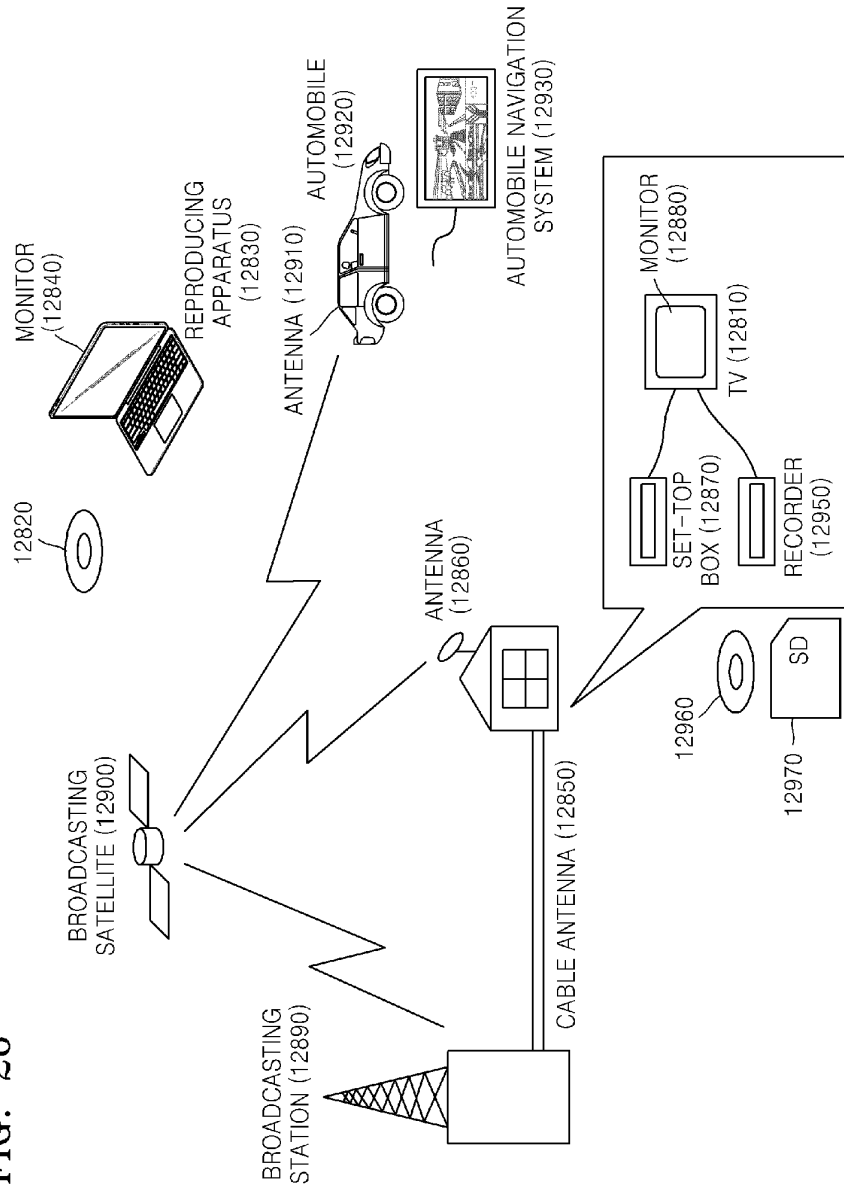 FIG.
BROADCASTING
SATELLITE (12900)
12820
MONITOR
(12840)
REPRODUCING
APPARATUS
(12830)
BROADCASTING
STATION (12890)
ANTENNA
(12860)
ANTENNA (12910)
AUTOMOBILE
(12920)
AUTOMOBILE NAVIGATION
SYSTEM (12930)
CABLE ANTENNA (12850)
12960
12970
SD
SET-TOP
BOX (12870)
RECORDER
(12950)
MONITOR
(12880)
TV (12810)